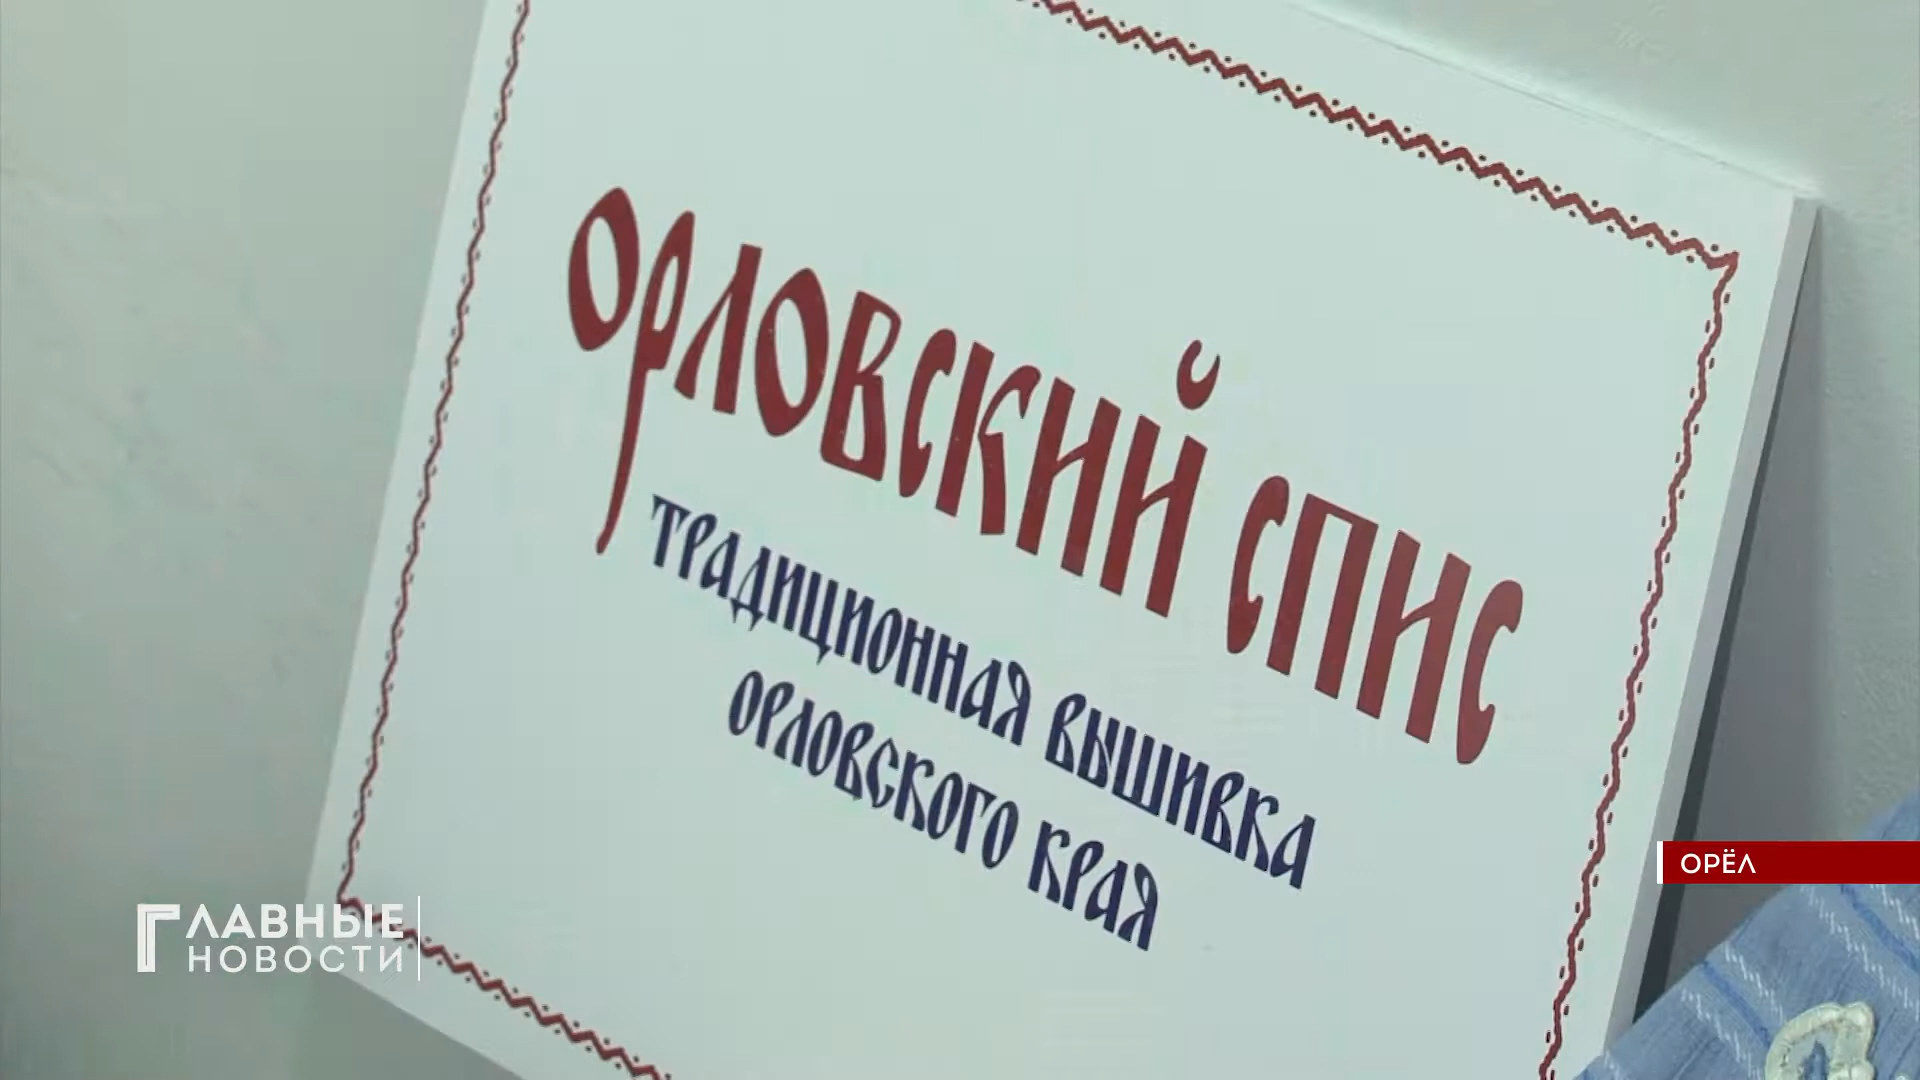 ОРЛОВСКИЙ СПИС
ТРАДИЦИОННАЯ ВЫШИВКА
ОРЛОВСКОГО КРАЯ
ОРЁЛ
ГЛАВНЫЕ
НОВОСТИ